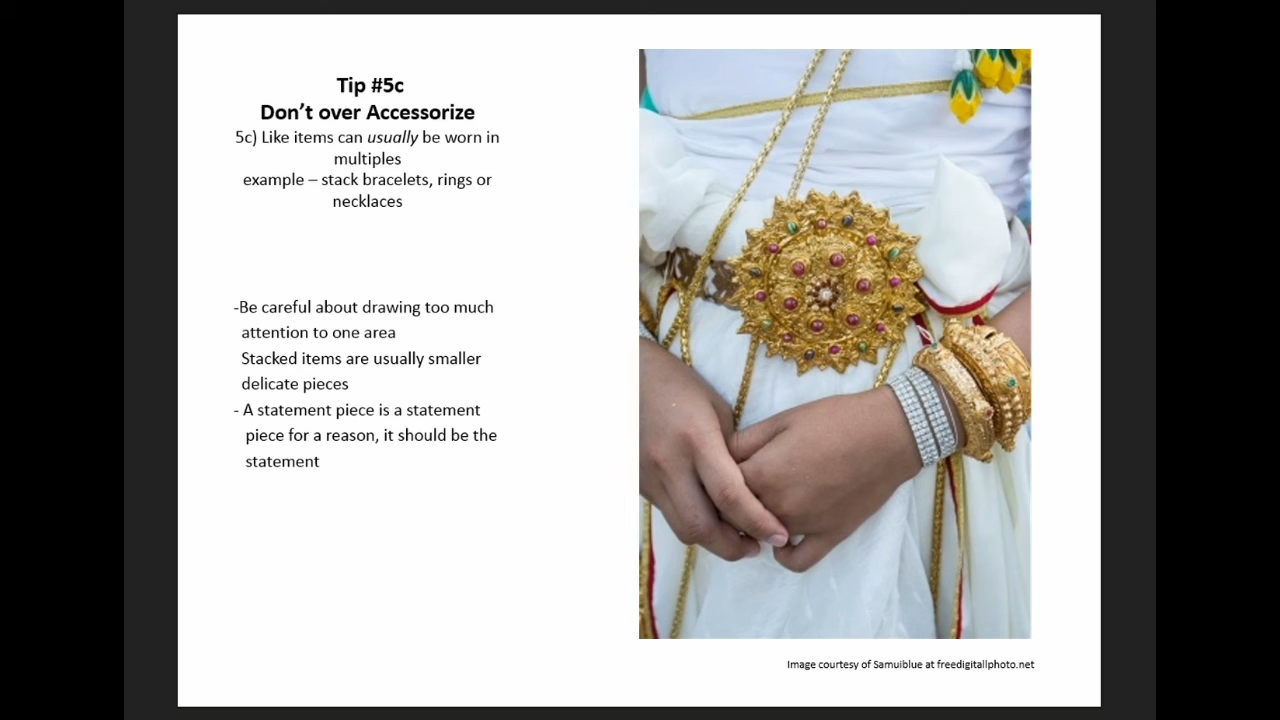 Tip #5c
Don’t over Accessorize
5c) Like items can usually be worn in
multiples
example – stack bracelets, rings or
necklaces
-Be careful about drawing too much
attention to one area
Stacked items are usually smaller
delicate pieces
- A statement piece is a statement
piece for a reason, it should be the
statement
Image courtesy of Samuiblue at freedigitallphoto.net